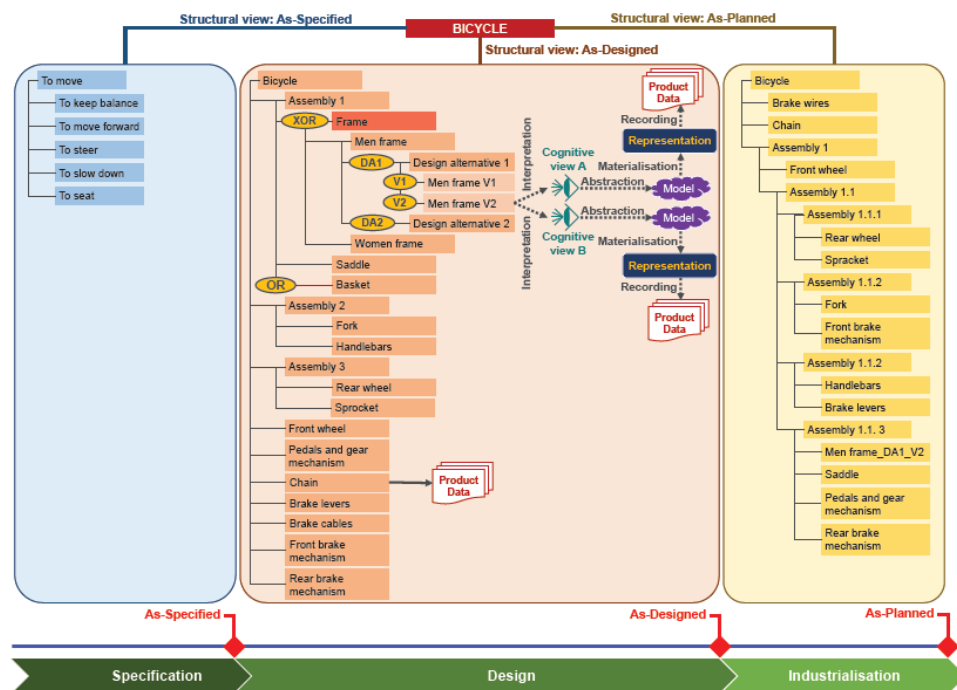 Structural view: As-Specified
BICYCLE
Structural view: As-Planned
Structural view: As-Designed
To move
To keep balance
To move forward
To steer
To slow down
To seat
Bicycle
Assembly 1
XOR
Frame
Men frame
DA1
Design alternative 1
V1
Men frame V1
V2
Men frame V2
DA2
Design alternative 2
Women frame
Saddle
OR
Basket
Assembly 2
Fork
Handlebars
Assembly 3
Rear wheel
Sprocket
Front wheel
Pedals and gear
mechanism
Chain
Product
Data
Brake levers
Brake cables
Front brake
mechanism
Rear brake
mechanism
Product
Data
Recording
Representation
Materialisation
Interpretation
Cognitive
view A
Abstraction
Model
Interpretation
Abstraction
Model
Cognitive
view B
Materialisation
Representation
Recording
Product
Data
Bicycle
Brake wires
Chain
Assembly 1
Front wheel
Assembly 1.1
Assembly 1.1.1
Rear wheel
Spracket
Assembly 1.1.2
Fork
Front brake
mechanism
Assembly 1.1.2
Handlebars
Brake levers
Assembly 1.1. 3
Men frame_DA1_V2
Saddle
Pedals and gear
mechanism
Rear brake
mechanism
As-Specified
As-Designed
As-Planned
Specification
Design
Industrialisation